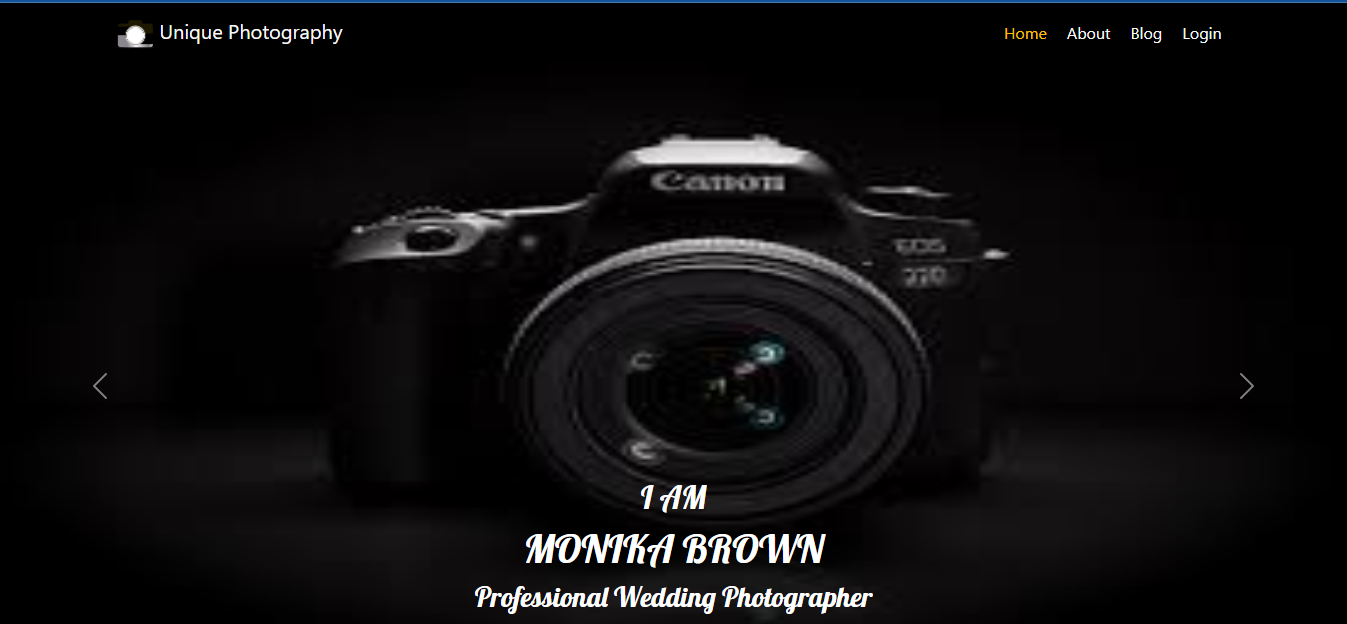 Unique Photography
Home About Blog Login
Canon
EOS
I AM
MONIKA BROWN
Professional Wedding Photographer